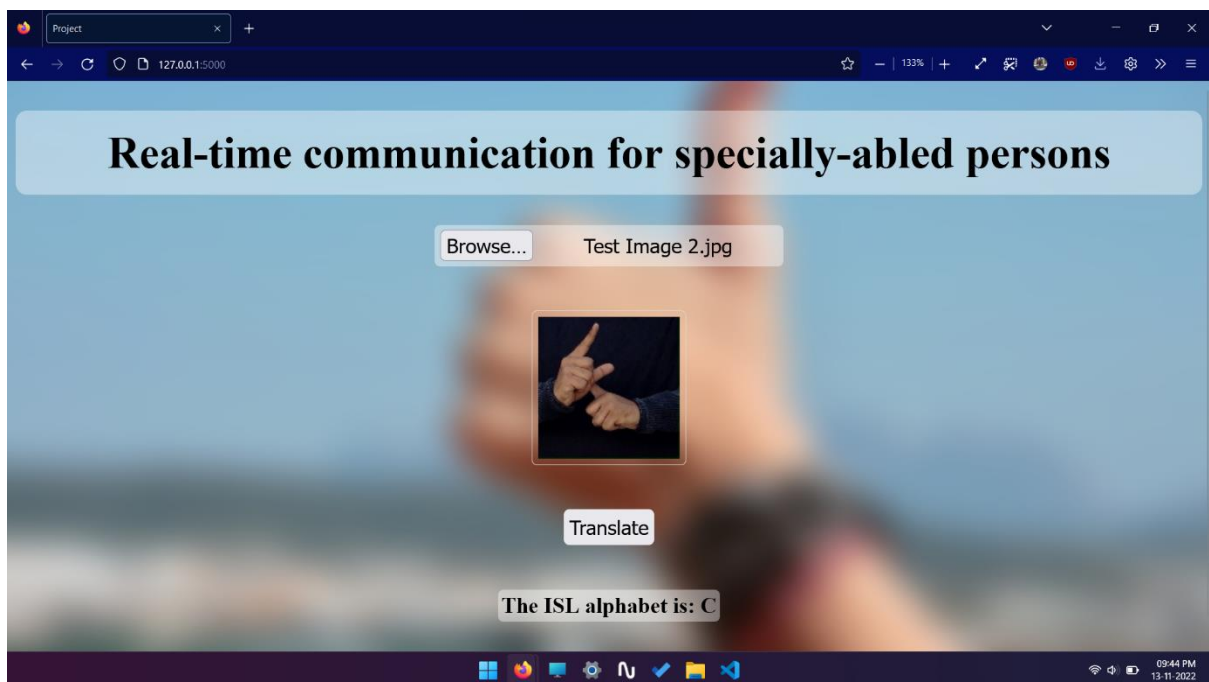 Project
127.0.0.1:5000
133%
Real-time communication for specially-abled persons
Browse... Test Image 2.jpg
Translate
The ISL alphabet is: C
09:44 PM
13-11-2022